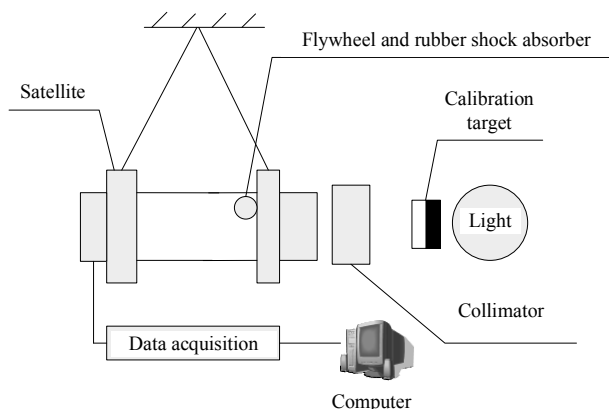 Flywheel and rubber shock absorber
Satellite
Calibration
target
Light
Collimator
Data acquisition
Computer